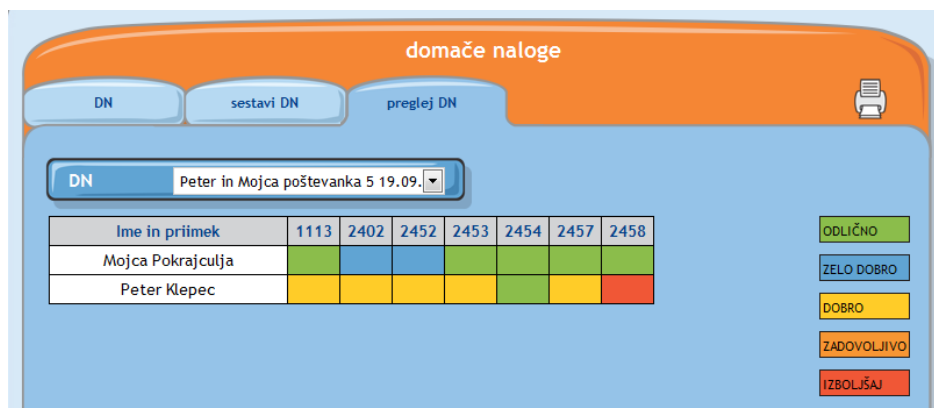 domače naloge
DN sestavi DN preglej DN
DN Peter in Mojca poštevanka 5 19.09.
Ime in priimek 1113 2402 2452 2453 2454 2457 2458
Mojca Pokrajculja
Peter Klepec
ODLIČNO
ZELO DOBRO
DOBRO
ZADOVOLJIVO
IZBOLJŠAJ